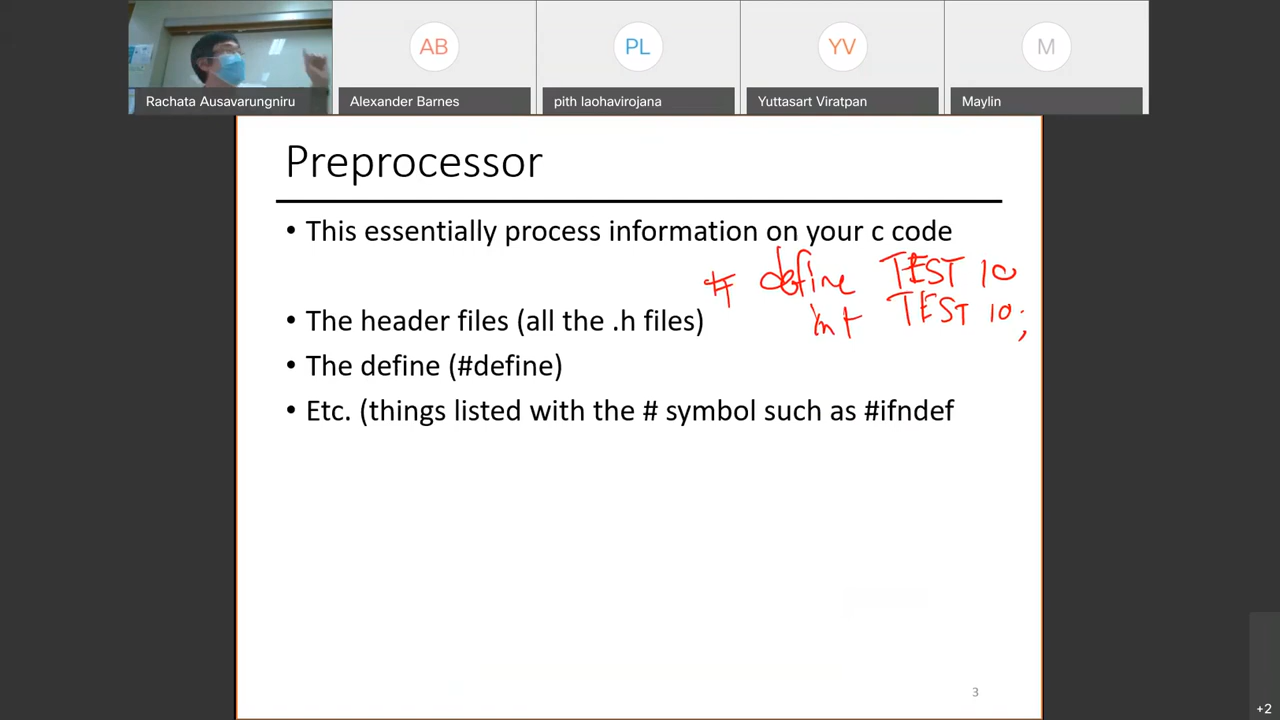 AB
PL
YV
M
Rachata Ausavarungniru
Alexander Barnes
pith laohavirojana
Yuttasart Viratpan
Maylin
Preprocessor
• This essentially process information on your c code
# define TEST 10
int TEST 10;
• The header files (all the .h files)
• The define (#define)
• Etc. (things listed with the # symbol such as #ifndef
3
+2